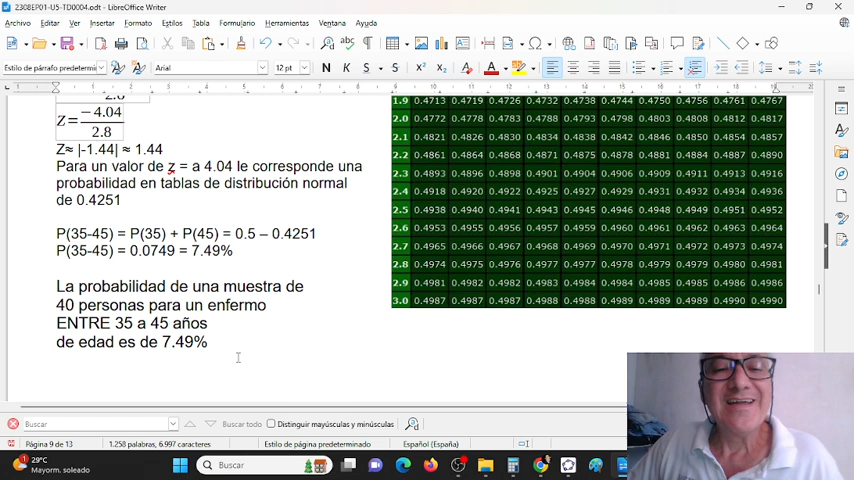 2308EP01-U5-TD0004.odt - LibreOffice Writer
Archivo Editar Ver Insertar Formato Estilos Tabla Formulario Herramientas Ventana Ayuda
Estilo de párrafo predetermi Arial 12 pt N K S S X² X₂
Z= −4.04
2.8
Z≈ |-1.44| ≈ 1.44
Para un valor de z = a 4.04 le corresponde una
probabilidad en tablas de distribución normal
de 0.4251
P(35-45) = P(35) + P(45) = 0.5 – 0.4251
P(35-45) = 0.0749 = 7.49%
La probabilidad de una muestra de
40 personas para un enfermo
ENTRE 35 a 45 años
de edad es de 7.49%
1.9 0.4713 0.4719 0.4726 0.4732 0.4738 0.4744 0.4750 0.4756 0.4761 0.4767
2.0 0.4772 0.4778 0.4783 0.4788 0.4793 0.4798 0.4803 0.4808 0.4812 0.4817
2.1 0.4821 0.4826 0.4830 0.4834 0.4838 0.4842 0.4846 0.4850 0.4854 0.4857
2.2 0.4861 0.4864 0.4868 0.4871 0.4875 0.4878 0.4881 0.4884 0.4887 0.4890
2.3 0.4893 0.4896 0.4898 0.4901 0.4904 0.4906 0.4909 0.4911 0.4913 0.4916
2.4 0.4918 0.4920 0.4922 0.4925 0.4927 0.4929 0.4931 0.4932 0.4934 0.4936
2.5 0.4938 0.4940 0.4941 0.4943 0.4945 0.4946 0.4948 0.4949 0.4951 0.4952
2.6 0.4953 0.4955 0.4956 0.4957 0.4959 0.4960 0.4961 0.4962 0.4963 0.4964
2.7 0.4965 0.4966 0.4967 0.4968 0.4969 0.4970 0.4971 0.4972 0.4973 0.4974
2.8 0.4974 0.4975 0.4976 0.4977 0.4977 0.4978 0.4979 0.4979 0.4980 0.4981
2.9 0.4981 0.4982 0.4982 0.4983 0.4984 0.4984 0.4985 0.4985 0.4986 0.4986
3.0 0.4987 0.4987 0.4987 0.4988 0.4988 0.4989 0.4989 0.4989 0.4990 0.4990
Buscar Buscar todo Distinguir mayúsculas y minúsculas
Página 9 de 13 1.258 palabras, 6.997 caracteres Estilo de página predeterminado Español (España)
29°C
Mayorm. soleado
Buscar